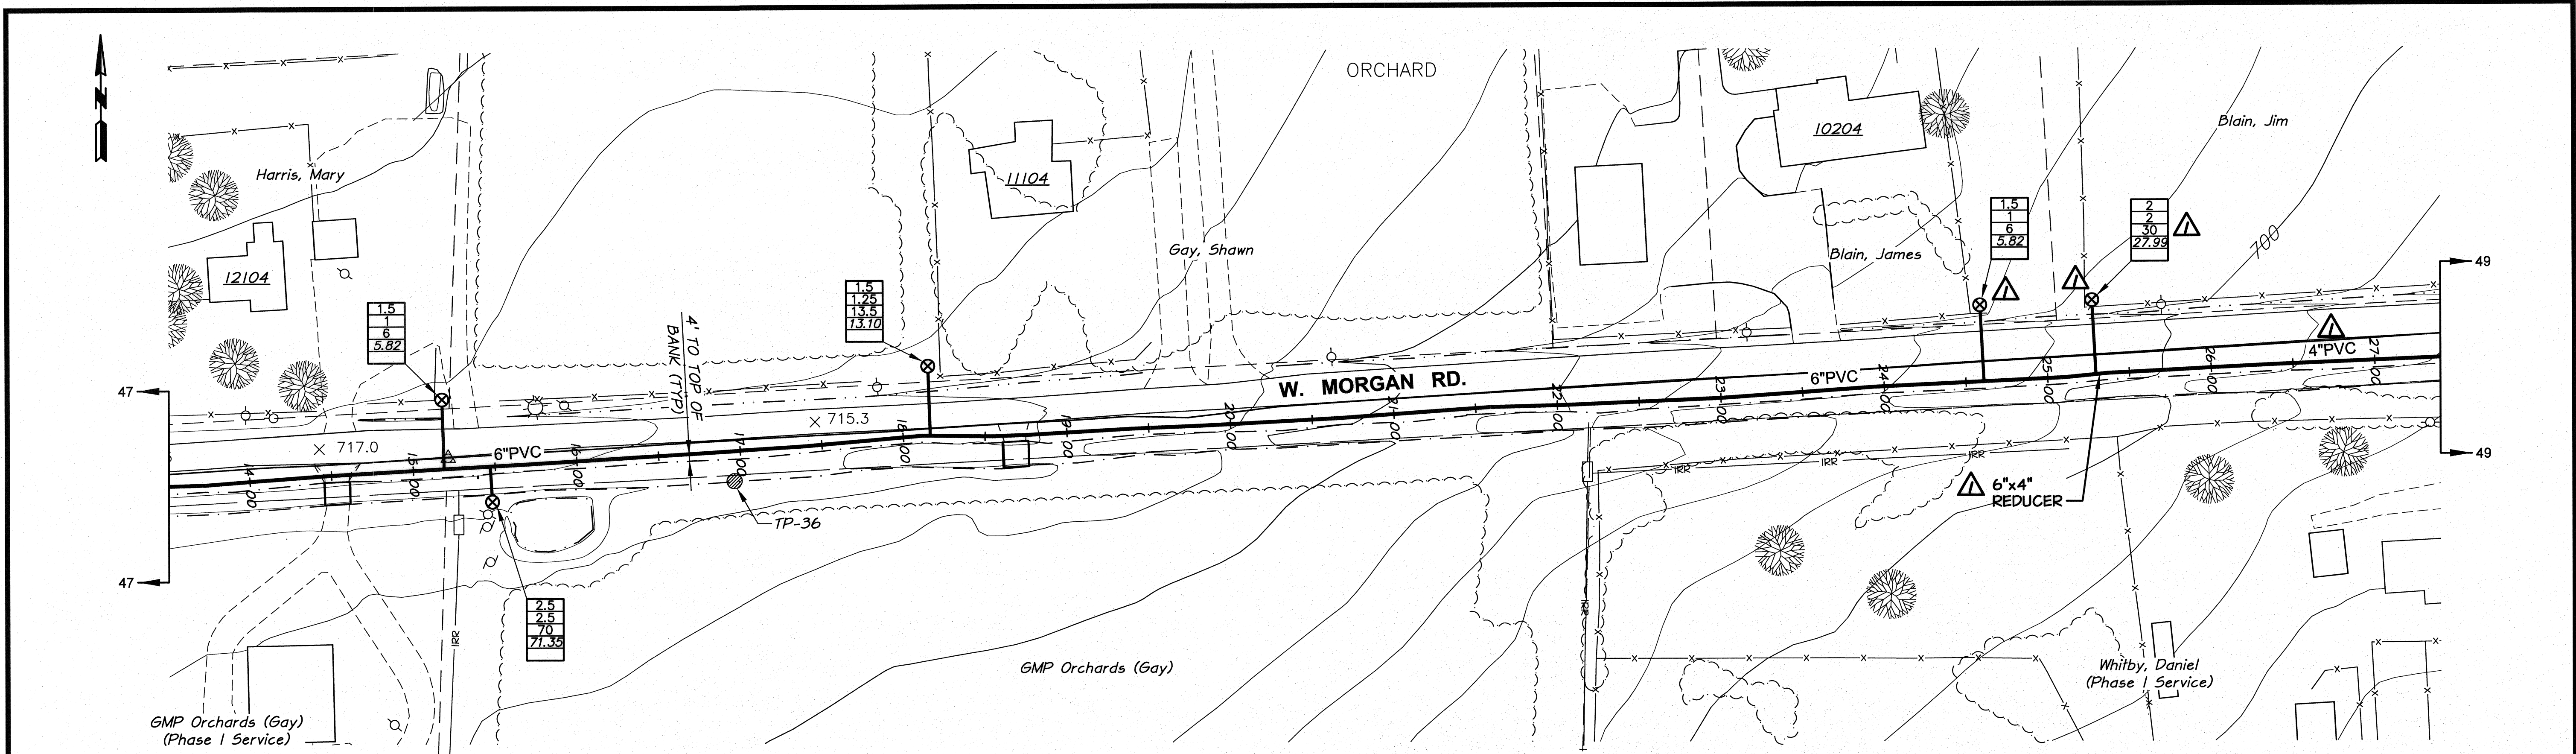 N
ORCHARD
Blain, Jim
10204
Harris, Mary
11104
1.5
1
6
5.82
2
2
30
27.99
700
Gay, Shawn
Blain, James
12104
1.5
1.25
13.5
13.10
1.5
1
6
5.82
4' TO TOP OF
BANK (TYP)
49
47
W. MORGAN RD.
6"PVC
4"PVC
715.3
717.0
6"PVC
14+00
15+00
16+00
17+00
18+00
19+00
20+00
21+00
22+00
23+00
24+00
25+00
26+00
27+00
49
IRR
IRR
IRR
6"x4"
REDUCER
TP-36
47
2.5
2.5
70
71.35
IRR
IRR
GMP Orchards (Gay)
Whitby, Daniel
(Phase 1 Service)
GMP Orchards (Gay)
(Phase 1 Service)